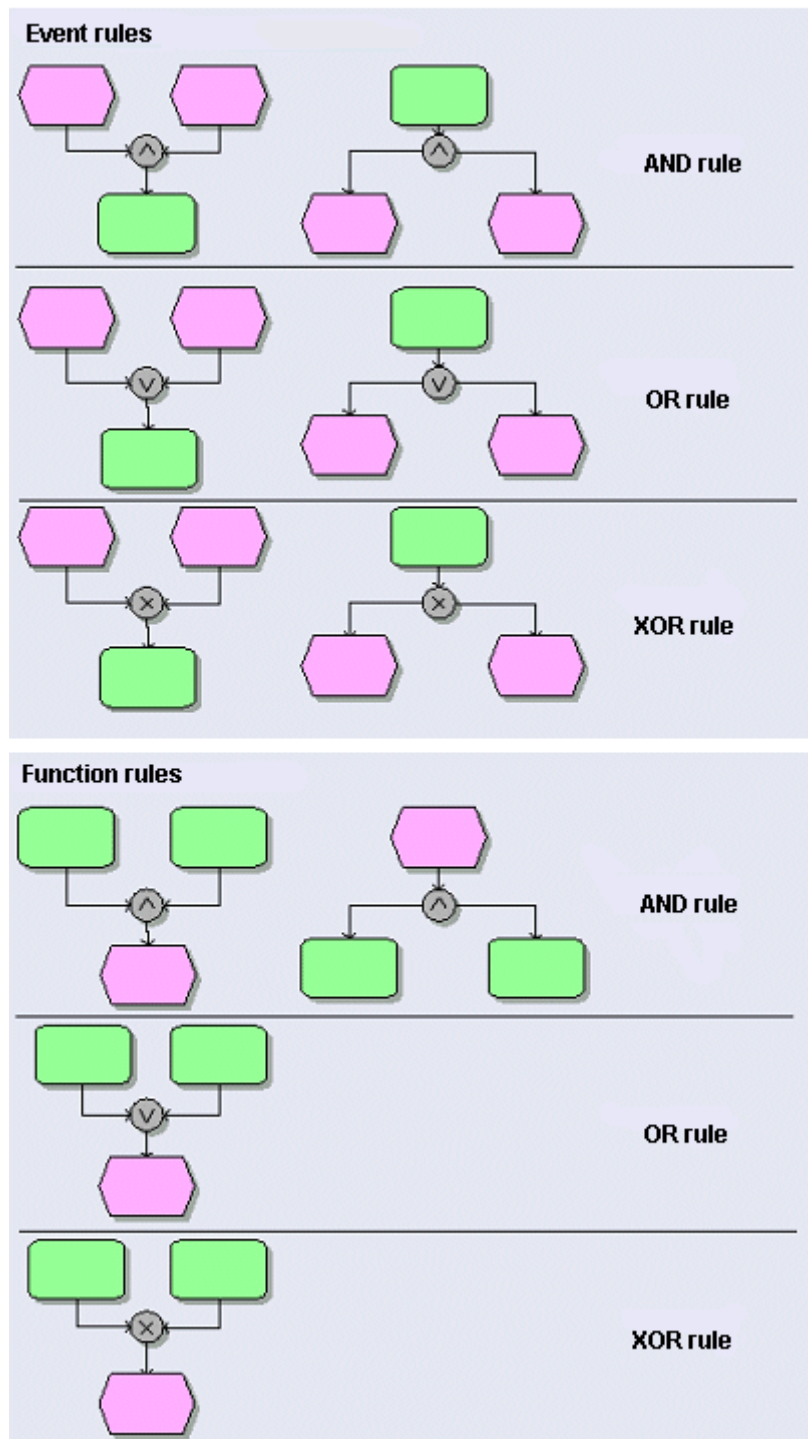 Event rules
AND rule
OR rule
XOR rule
Function rules
AND rule
OR rule
XOR rule